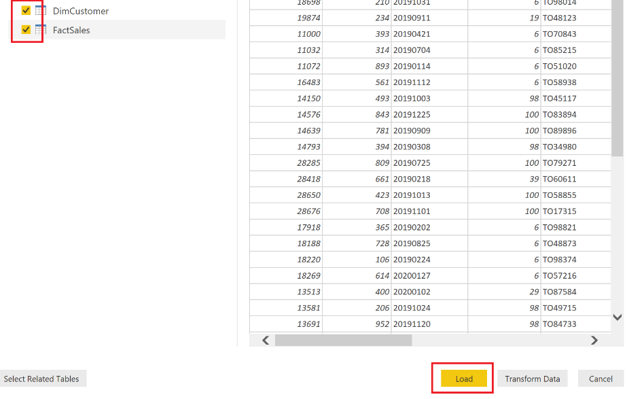 18698 210 20191031 6 TO98014
DimCustomer
19874 234 20190911 19 TO48123
FactSales
11000 393 20190421 6 TO70843
11032 314 20190704 6 TO85215
11072 893 20190114 6 TO51020
16483 561 20191112 6 TO58938
14150 493 20191003 98 TO45117
14576 843 20191225 100 TO83894
14639 781 20190909 100 TO89896
14793 394 20190308 98 TO34980
28285 809 20190725 100 TO79271
28418 661 20190218 39 TO60611
28650 423 20191013 100 TO58855
28676 708 20191101 100 TO17315
17918 365 20190202 6 TO98821
18188 728 20190825 6 TO48873
18220 106 20190224 6 TO98374
18269 614 20200127 6 TO57216
13513 400 20200102 29 TO87584
13581 206 20191024 98 TO49715
13691 952 20191120 98 TO84733
Select Related Tables Load Transform Data Cancel